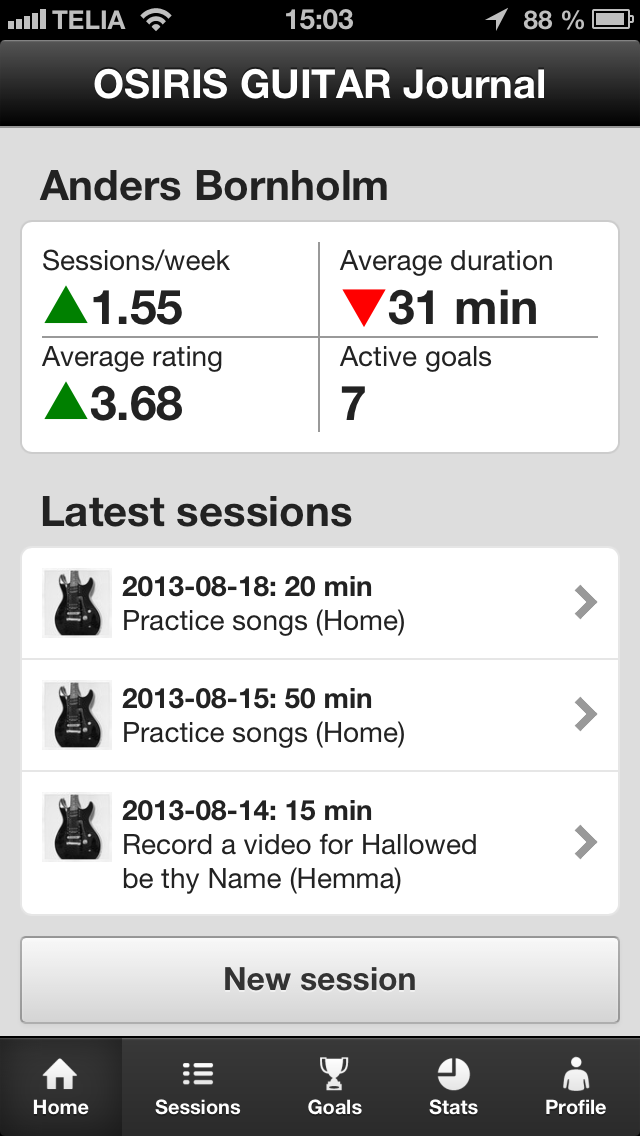 TELIA 15:03 88 %
OSIRIS GUITAR Journal
Anders Bornholm
Sessions/week
1.55
Average duration
31 min
Average rating
3.68
Active goals
7
Latest sessions
2013-08-18: 20 min
Practice songs (Home)
2013-08-15: 50 min
Practice songs (Home)
2013-08-14: 15 min
Record a video for Hallowed
be thy Name (Hemma)
New session
Home Sessions Goals Stats Profile